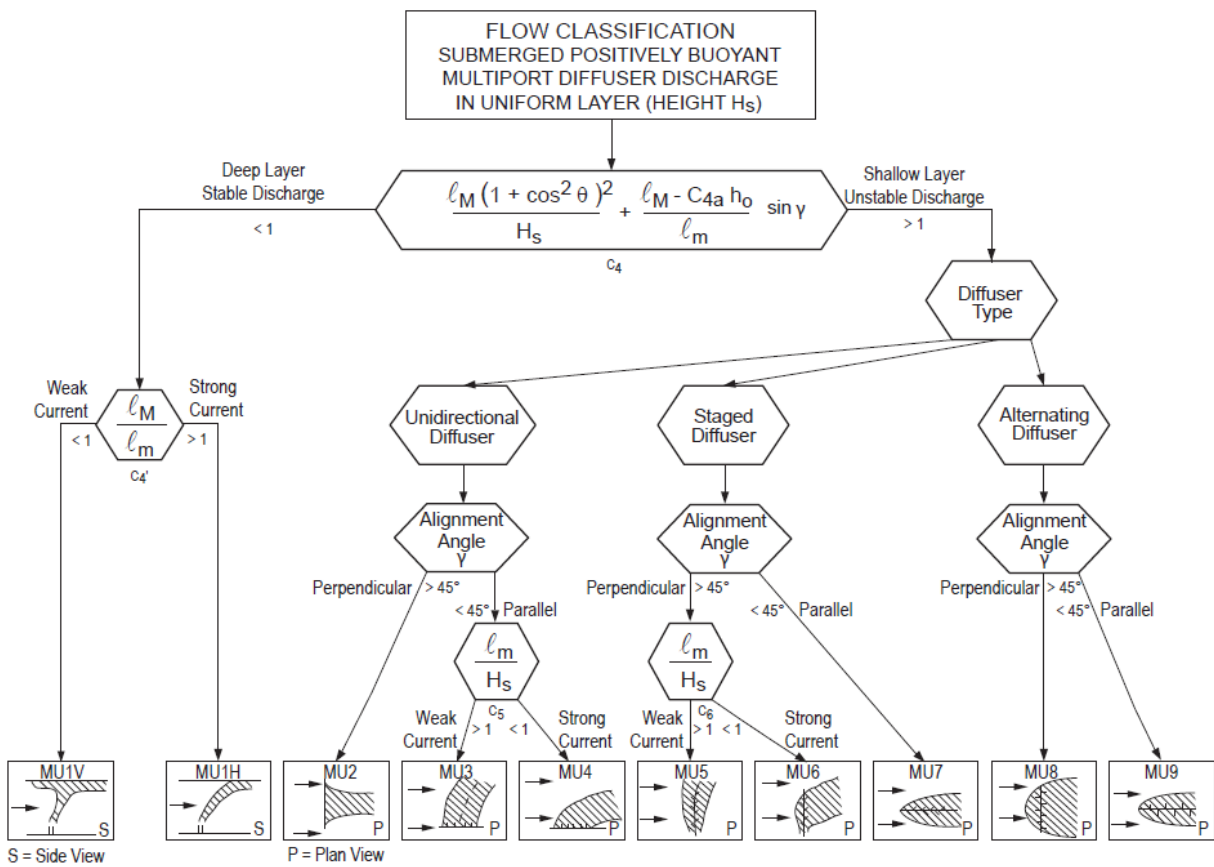 FLOW CLASSIFICATION
SUBMERGED POSITIVELY BUOYANT
MULTIPORT DIFFUSER DISCHARGE
IN UNIFORM LAYER (HEIGHT Hs)
Deep Layer
Stable Discharge
< 1
ℓM (1 + cos² θ )² / Hs + ℓM - C4a ho / ℓm sin γ
C4
Shallow Layer
Unstable Discharge
> 1
Diffuser
Type
Weak
Current
< 1
ℓM / ℓm
C4'
Strong
Current
> 1
Unidirectional
Diffuser
Staged
Diffuser
Alternating
Diffuser
Alignment
Angle
γ
Alignment
Angle
γ
Alignment
Angle
γ
Perpendicular > 45°
< 45° Parallel
Perpendicular > 45°
< 45° Parallel
Perpendicular > 45°
< 45° Parallel
ℓm / Hs
C5
ℓm / Hs
C6
Weak
Current
> 1 < 1
Strong
Current
Weak
Current
> 1 < 1
Strong
Current
MU1V
S
MU1H
S
MU2
P
MU3
P
MU4
P
MU5
P
MU6
P
MU7
P
MU8
P
MU9
P
S = Side View
P = Plan View